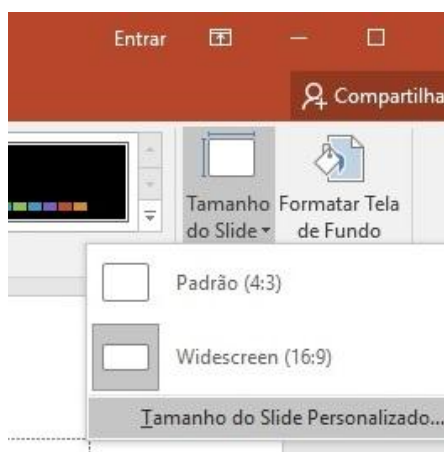 Entrar
Compartilha
Tamanho do Slide
Formatar Tela de Fundo
Padrão (4:3)
Widescreen (16:9)
Tamanho do Slide Personalizado...